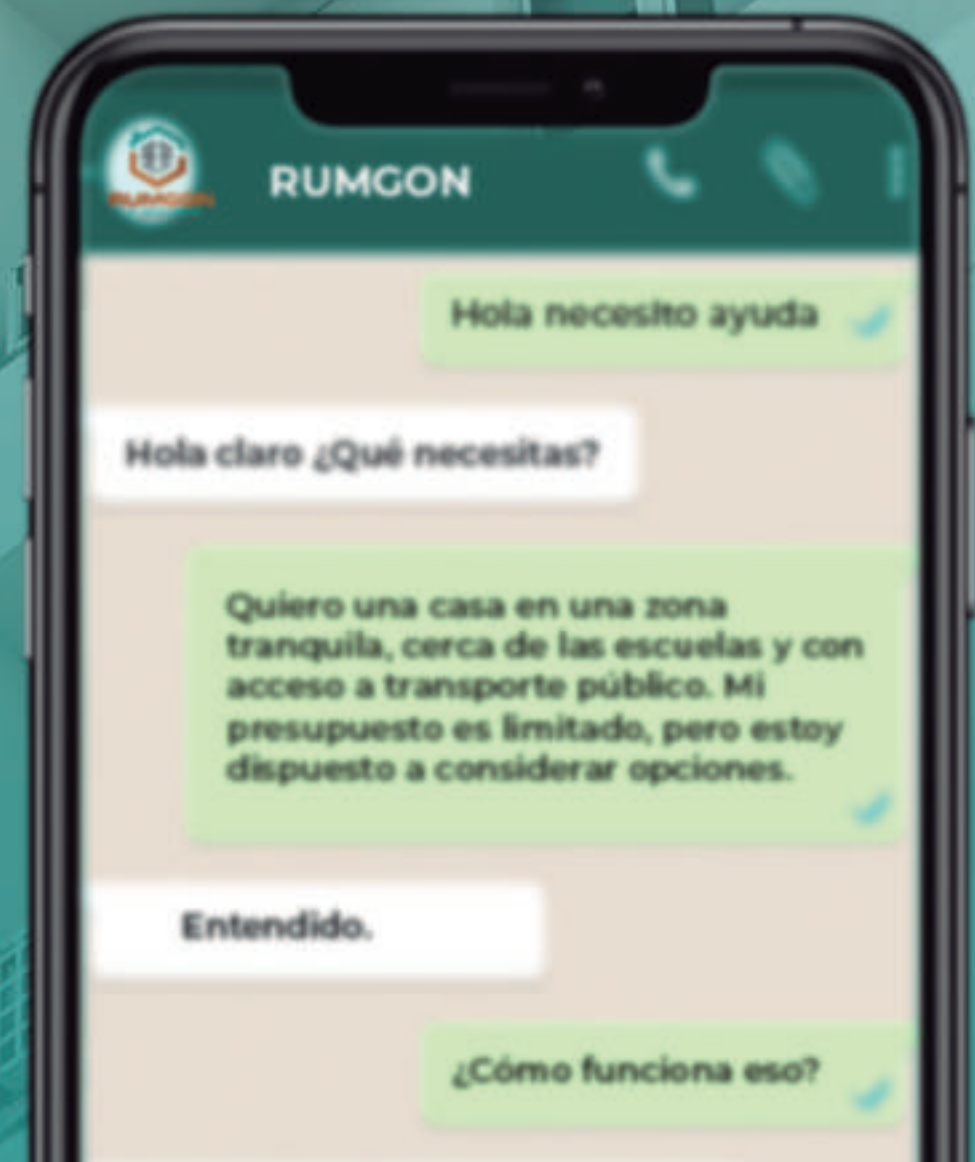 RUMGON
RUMGON
Hola necesito ayuda
Hola claro ¿Qué necesitas?
Quiero una casa en una zona
tranquila, cerca de las escuelas y con
acceso a transporte público. Mi
presupuesto es limitado, pero estoy
dispuesto a considerar opciones.
Entendido.
¿Cómo funciona eso?